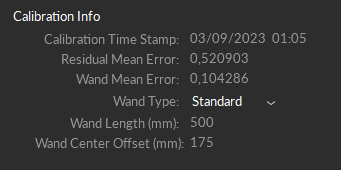 Calibration Info
Calibration Time Stamp: 03/09/2023 01:05
Residual Mean Error: 0,520903
Wand Mean Error: 0,104286
Wand Type: Standard
Wand Length (mm): 500
Wand Center Offset (mm): 175